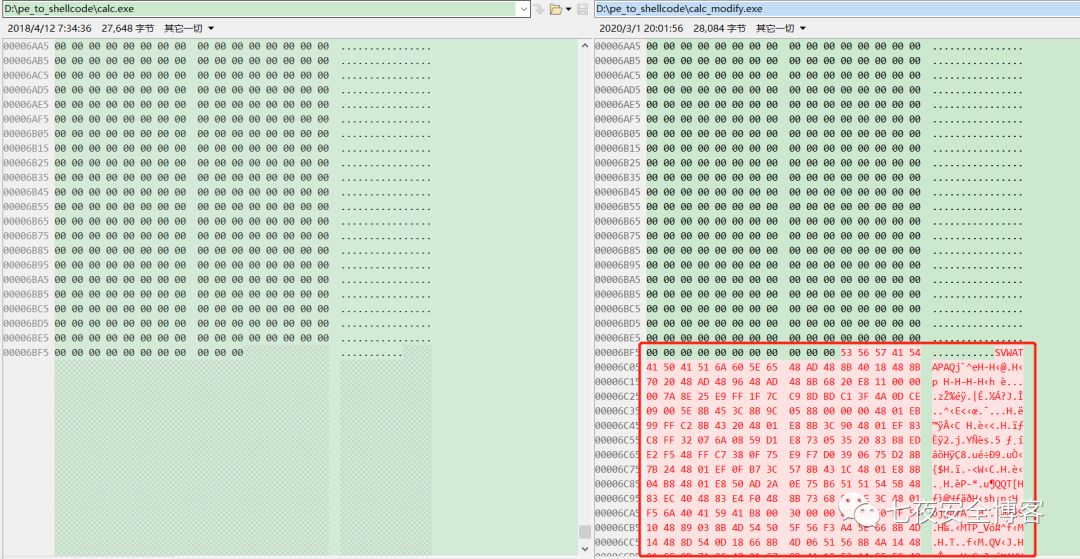 D:\pe_to_shellcode\calc.exe
2018/4/12 7:34:36 27,648 字节 其它一切
00006AA5 00 00 00 00 00 00 00 00 00 00 00 00 00 00 00 00 ................
00006AB5 00 00 00 00 00 00 00 00 00 00 00 00 00 00 00 00 ................
00006AC5 00 00 00 00 00 00 00 00 00 00 00 00 00 00 00 00 ................
00006AD5 00 00 00 00 00 00 00 00 00 00 00 00 00 00 00 00 ................
00006AE5 00 00 00 00 00 00 00 00 00 00 00 00 00 00 00 00 ................
00006AF5 00 00 00 00 00 00 00 00 00 00 00 00 00 00 00 00 ................
00006B05 00 00 00 00 00 00 00 00 00 00 00 00 00 00 00 00 ................
00006B15 00 00 00 00 00 00 00 00 00 00 00 00 00 00 00 00 ................
00006B25 00 00 00 00 00 00 00 00 00 00 00 00 00 00 00 00 ................
00006B35 00 00 00 00 00 00 00 00 00 00 00 00 00 00 00 00 ................
00006B45 00 00 00 00 00 00 00 00 00 00 00 00 00 00 00 00 ................
00006B55 00 00 00 00 00 00 00 00 00 00 00 00 00 00 00 00 ................
00006B65 00 00 00 00 00 00 00 00 00 00 00 00 00 00 00 00 ................
00006B75 00 00 00 00 00 00 00 00 00 00 00 00 00 00 00 00 ................
00006B85 00 00 00 00 00 00 00 00 00 00 00 00 00 00 00 00 ................
00006B95 00 00 00 00 00 00 00 00 00 00 00 00 00 00 00 00 ................
00006BA5 00 00 00 00 00 00 00 00 00 00 00 00 00 00 00 00 ................
00006BB5 00 00 00 00 00 00 00 00 00 00 00 00 00 00 00 00 ................
00006BC5 00 00 00 00 00 00 00 00 00 00 00 00 00 00 00 00 ................
00006BD5 00 00 00 00 00 00 00 00 00 00 00 00 00 00 00 00 ................
00006BE5 00 00 00 00 00 00 00 00 00 00 00 00 00 00 00 00 ................
00006BF5 00 00 00 00 00 00 00 00 00 00 00 ...........
D:\pe_to_shellcode\calc_modify.exe
2020/3/1 20:01:56 28,084 字节 其它一切
00006AA5 00 00 00 00 00 00 00 00 00 00 00 00 00 00 00 00 ................
00006AB5 00 00 00 00 00 00 00 00 00 00 00 00 00 00 00 00 ................
00006AC5 00 00 00 00 00 00 00 00 00 00 00 00 00 00 00 00 ................
00006AD5 00 00 00 00 00 00 00 00 00 00 00 00 00 00 00 00 ................
00006AE5 00 00 00 00 00 00 00 00 00 00 00 00 00 00 00 00 ................
00006AF5 00 00 00 00 00 00 00 00 00 00 00 00 00 00 00 00 ................
00006B05 00 00 00 00 00 00 00 00 00 00 00 00 00 00 00 00 ................
00006B15 00 00 00 00 00 00 00 00 00 00 00 00 00 00 00 00 ................
00006B25 00 00 00 00 00 00 00 00 00 00 00 00 00 00 00 00 ................
00006B35 00 00 00 00 00 00 00 00 00 00 00 00 00 00 00 00 ................
00006B45 00 00 00 00 00 00 00 00 00 00 00 00 00 00 00 00 ................
00006B55 00 00 00 00 00 00 00 00 00 00 00 00 00 00 00 00 ................
00006B65 00 00 00 00 00 00 00 00 00 00 00 00 00 00 00 00 ................
00006B75 00 00 00 00 00 00 00 00 00 00 00 00 00 00 00 00 ................
00006B85 00 00 00 00 00 00 00 00 00 00 00 00 00 00 00 00 ................
00006B95 00 00 00 00 00 00 00 00 00 00 00 00 00 00 00 00 ................
00006BA5 00 00 00 00 00 00 00 00 00 00 00 00 00 00 00 00 ................
00006BB5 00 00 00 00 00 00 00 00 00 00 00 00 00 00 00 00 ................
00006BC5 00 00 00 00 00 00 00 00 00 00 00 00 00 00 00 00 ................
00006BD5 00 00 00 00 00 00 00 00 00 00 00 00 00 00 00 00 ................
00006BE5 00 00 00 00 00 00 00 00 00 00 00 00 00 00 00 00 ................
00006BF5 00 00 00 00 00 00 00 00 00 00 00 53 56 57 41 54 ...........SVWAT
00006C05 41 50 41 51 6A 60 5E 65 48 AD 48 8B 40 18 48 8B APAQj`^eH-H‹@.H‹
00006C15 70 20 48 AD 48 96 48 AD 48 8B 68 20 E8 11 00 00 p H-H–H-H‹h è...
00006C25 00 7A 8E 25 E9 FF 1F 7C C9 8D BD C1 3F 4A 0D CE
00006C35 09 00 5E 8B 45 3C 8B 9C 05 88 00 00 00 48 01 EB
00006C45 99 FF C2 8B 43 20 48 01 E8 8B 3C 90 48 01 EF 83
00006C55 C8 FF 32 07 6A 08 59 D1 E8 73 05 35 20 83 B8 ED
00006C65 E2 F5 48 FF C7 38 0F 75 E9 F7 D0 39 06 75 D2 8B
00006C75 7B 24 48 01 EF 0F B7 3C 57 8B 43 1C 48 01 E8 8B
00006C85 04 B8 48 01 E8 50 AD 2A 0E 75 B6 51 51 54 5B 48
00006C95 83 EC 40 48 83 E4 F0 48 8B 73 68 3C 48 01
00006CA5 F5 6A 40 41 59 41 B8 00 30 00 00
00006CB5 10 48 89 03 8B 4D 54 50 5F 56 F3 A4 5E 66 8B 48
00006CC5 14 48 8D 54 0D 18 66 8B 4D 06 51 56 8B 4A 14 48
七夜安全博客